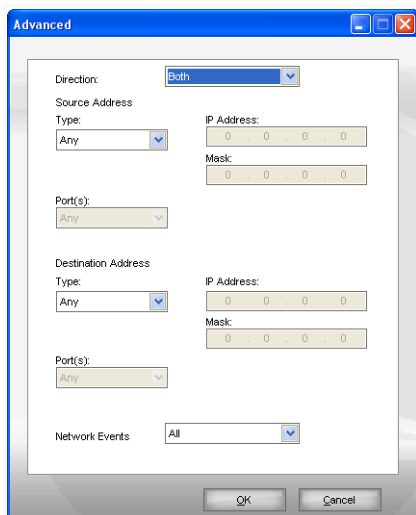 Advanced
Direction: Both
Source Address
Type: IP Address:
Any 0 . 0 . 0 . 0
Mask:
0 . 0 . 0 . 0
Port(s):
Any
Destination Address
Type: IP Address:
Any 0 . 0 . 0 . 0
Mask:
0 . 0 . 0 . 0
Port(s):
Any
Network Events All
OK Cancel